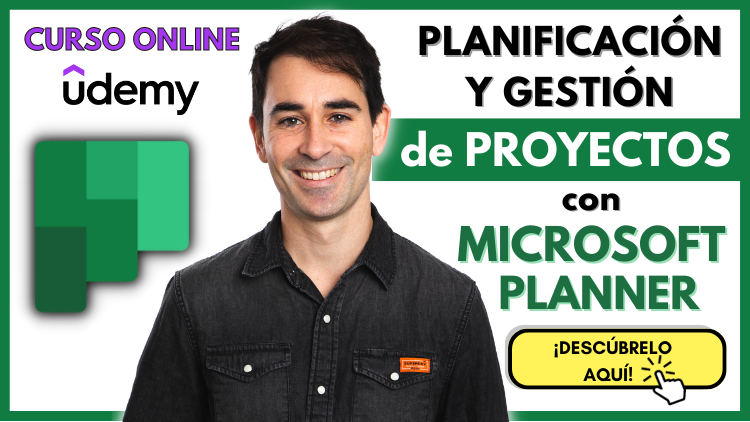 CURSO ONLINE
udemy
PLANIFICACIÓN
Y GESTIÓN
de PROYECTOS
con
MICROSOFT
PLANNER
¡DESCÚBRELO
AQUÍ!